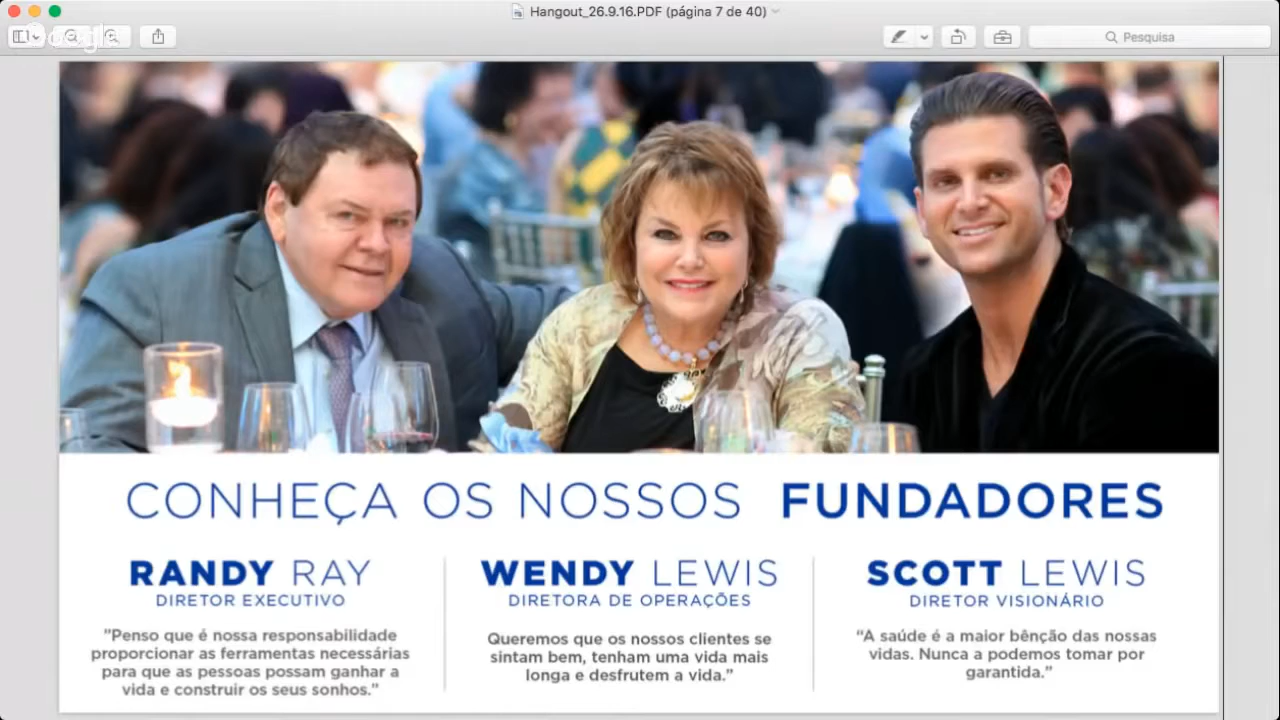 Hangout_26.9.16.PDF (página 7 de 40)
Google
Pesquisa
CONHEÇA OS NOSSOS FUNDADORES
RANDY RAY
DIRETOR EXECUTIVO
"Penso que é nossa responsabilidade
proporcionar as ferramentas necessárias
para que as pessoas possam ganhar a
vida e construir os seus sonhos."
WENDY LEWIS
DIRETORA DE OPERAÇÕES
Queremos que os nossos clientes se
sintam bem, tenham uma vida mais
longa e desfrutem a vida."
SCOTT LEWIS
DIRETOR VISIONÁRIO
"A saúde é a maior bênção das nossas
vidas. Nunca a podemos tomar por
garantida."